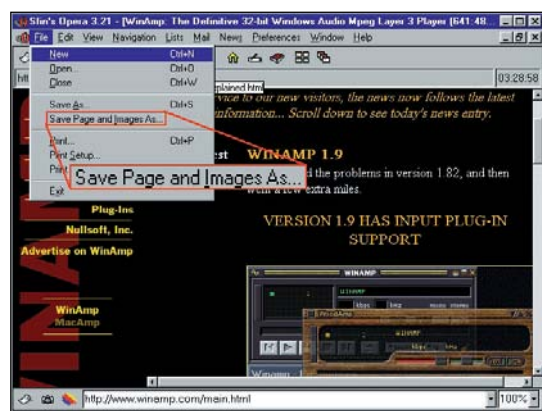 Sfin's Opera 3.21 - [WinAmp: The Definitive 32-bit Windows Audio Mpeg Layer 3 Player [641:48...
File Edit View Navigation Lists Mail News Preferences Window Help
New Ctrl+N
Open... Ctrl+O
Close Ctrl+W
Save As... Ctrl+S
Save Page and Images As...
Print... Ctrl+P
Print Setup...
Exit
Save Page and Images As...
plained.html
03:28:58
vice to our new visitors, the news now follows the latest
information... Scroll down to see today's news entry.
WINAMP 1.9
d the problems in version 1.82, and then
went a few extra miles.
VERSION 1.9 HAS INPUT PLUG-IN
SUPPORT
Plug-Ins
Nullsoft, Inc.
Advertise on WinAmp
WinAmp
MacAmp
WINAMP
WINAMP
http://www.winamp.com/main.html
100%